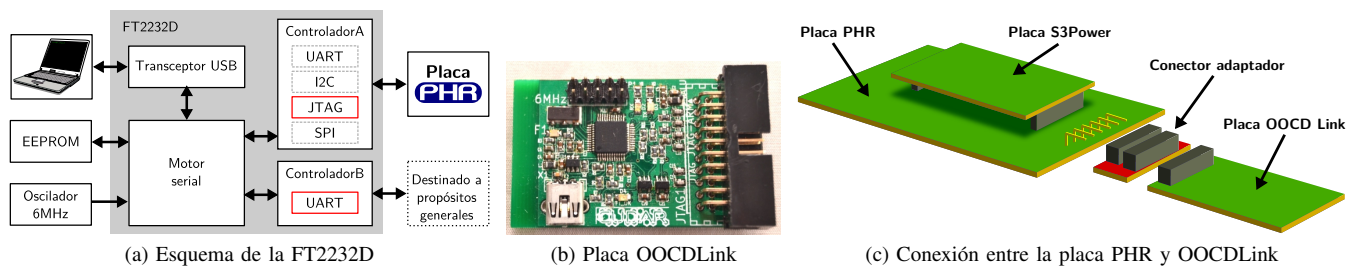 FT2232D
ControladorA
UART
I2C
JTAG
SPI
Transceptor USB
Placa
PHR
EEPROM
Motor
serial
Oscilador
6MHz
ControladorB
UART
Destinado a
propósitos
generales
(a) Esquema de la FT2232D
6MHz
F1
JTAG
(b) Placa OOCDLink
Placa PHR
Placa S3Power
Conector adaptador
Placa OOCD Link
(c) Conexión entre la placa PHR y OOCDLink